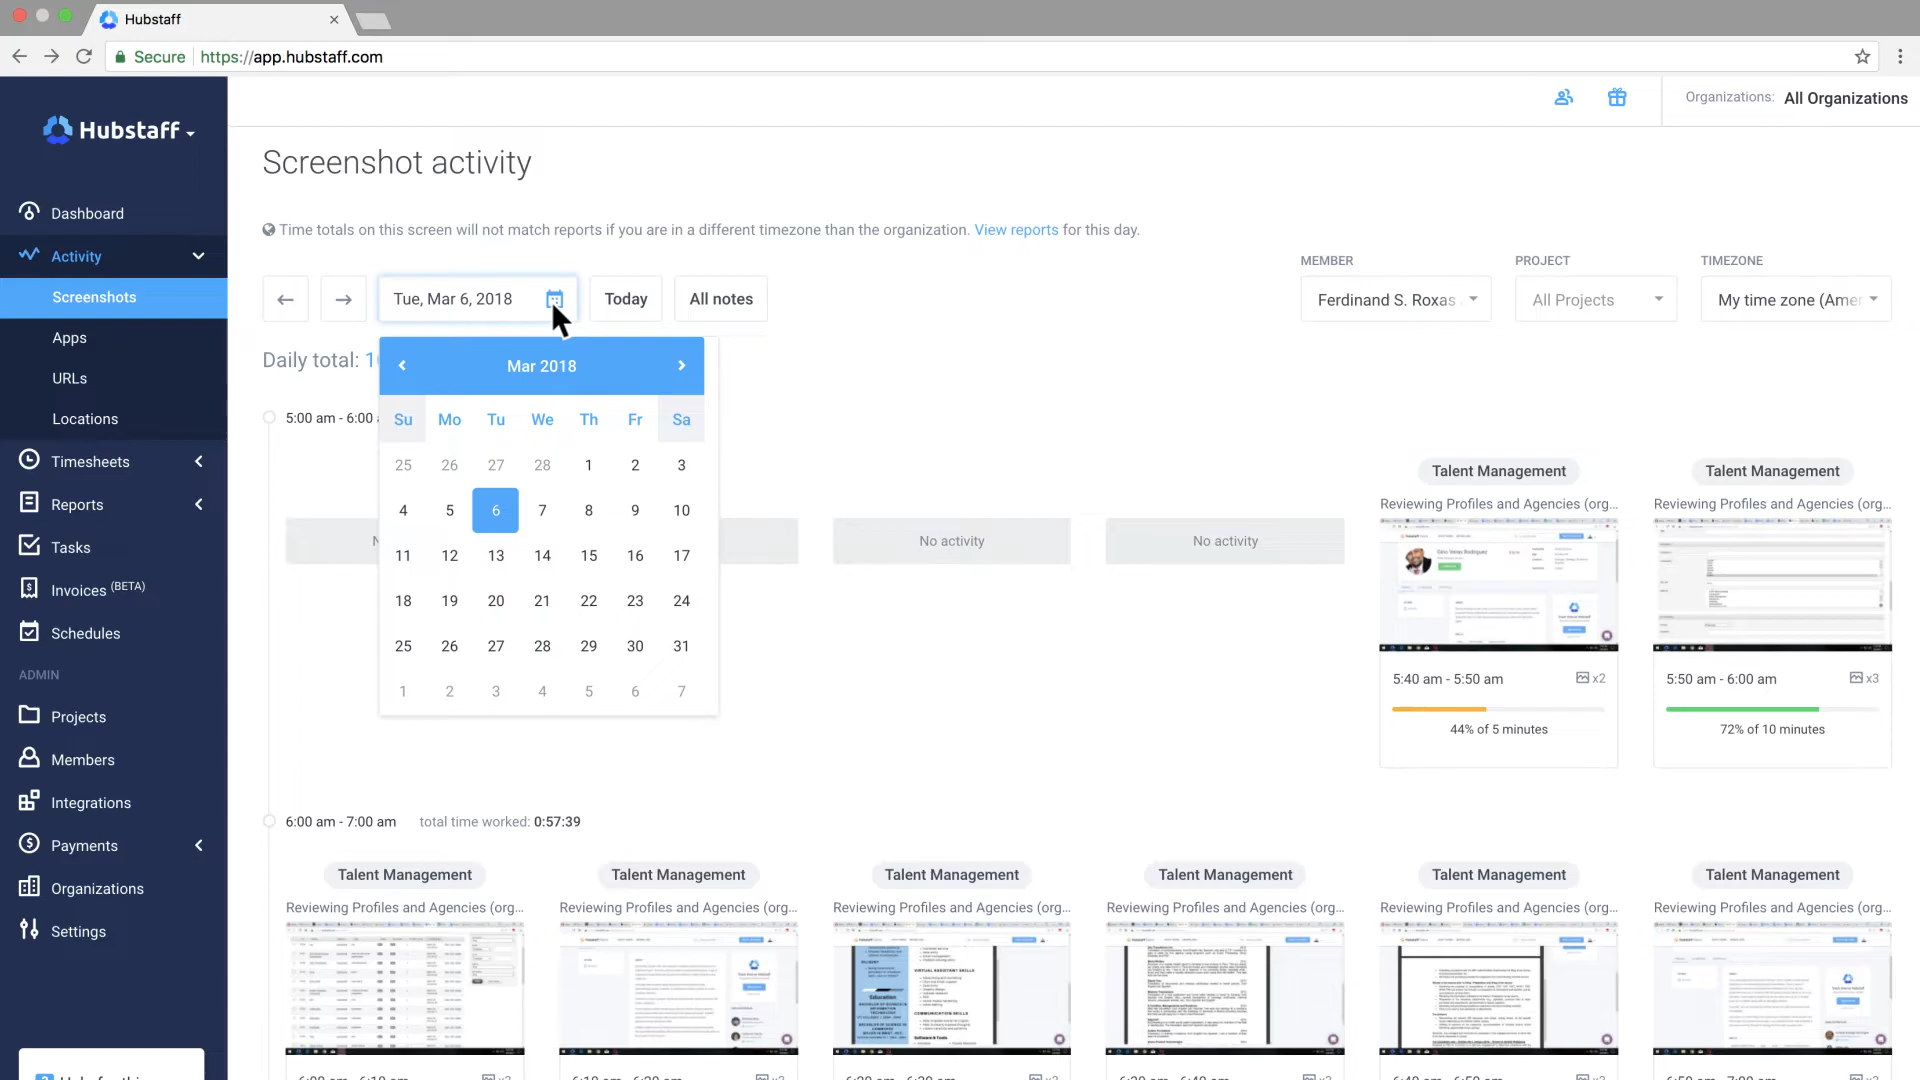 Hubstaff
Secure https://app.hubstaff.com
Hubstaff
Organizations: All Organizations
Screenshot activity
Dashboard
Time totals on this screen will not match reports if you are in a different timezone than the organization. View reports for this day.
Activity
Screenshots
Apps
URLs
Locations
Timesheets
Reports
Tasks
Invoices (BETA)
Schedules
ADMIN
Projects
Members
Integrations
Payments
Organizations
Settings
MEMBER PROJECT TIMEZONE
Tue, Mar 6, 2018 Today All notes Ferdinand S. Roxas All Projects My time zone (Amer
Daily total:
Mar 2018
Su Mo Tu We Th Fr Sa
25 26 27 28 1 2 3
4 5 6 7 8 9 10
11 12 13 14 15 16 17
18 19 20 21 22 23 24
25 26 27 28 29 30 31
1 2 3 4 5 6 7
5:00 am - 6:00
No activity No activity
Talent Management Talent Management
Reviewing Profiles and Agencies (org... Reviewing Profiles and Agencies (org...
5:40 am - 5:50 am x2 5:50 am - 6:00 am x3
44% of 5 minutes 72% of 10 minutes
6:00 am - 7:00 am total time worked: 0:57:39
Talent Management Talent Management Talent Management Talent Management Talent Management Talent Management
Reviewing Profiles and Agencies (org... Reviewing Profiles and Agencies (org... Reviewing Profiles and Agencies (org... Reviewing Profiles and Agencies (org... Reviewing Profiles and Agencies (org... Reviewing Profiles and Agencies (org...
Education
VIRTUAL ASSISTANT SKILLS
COMMUNICATION SKILLS